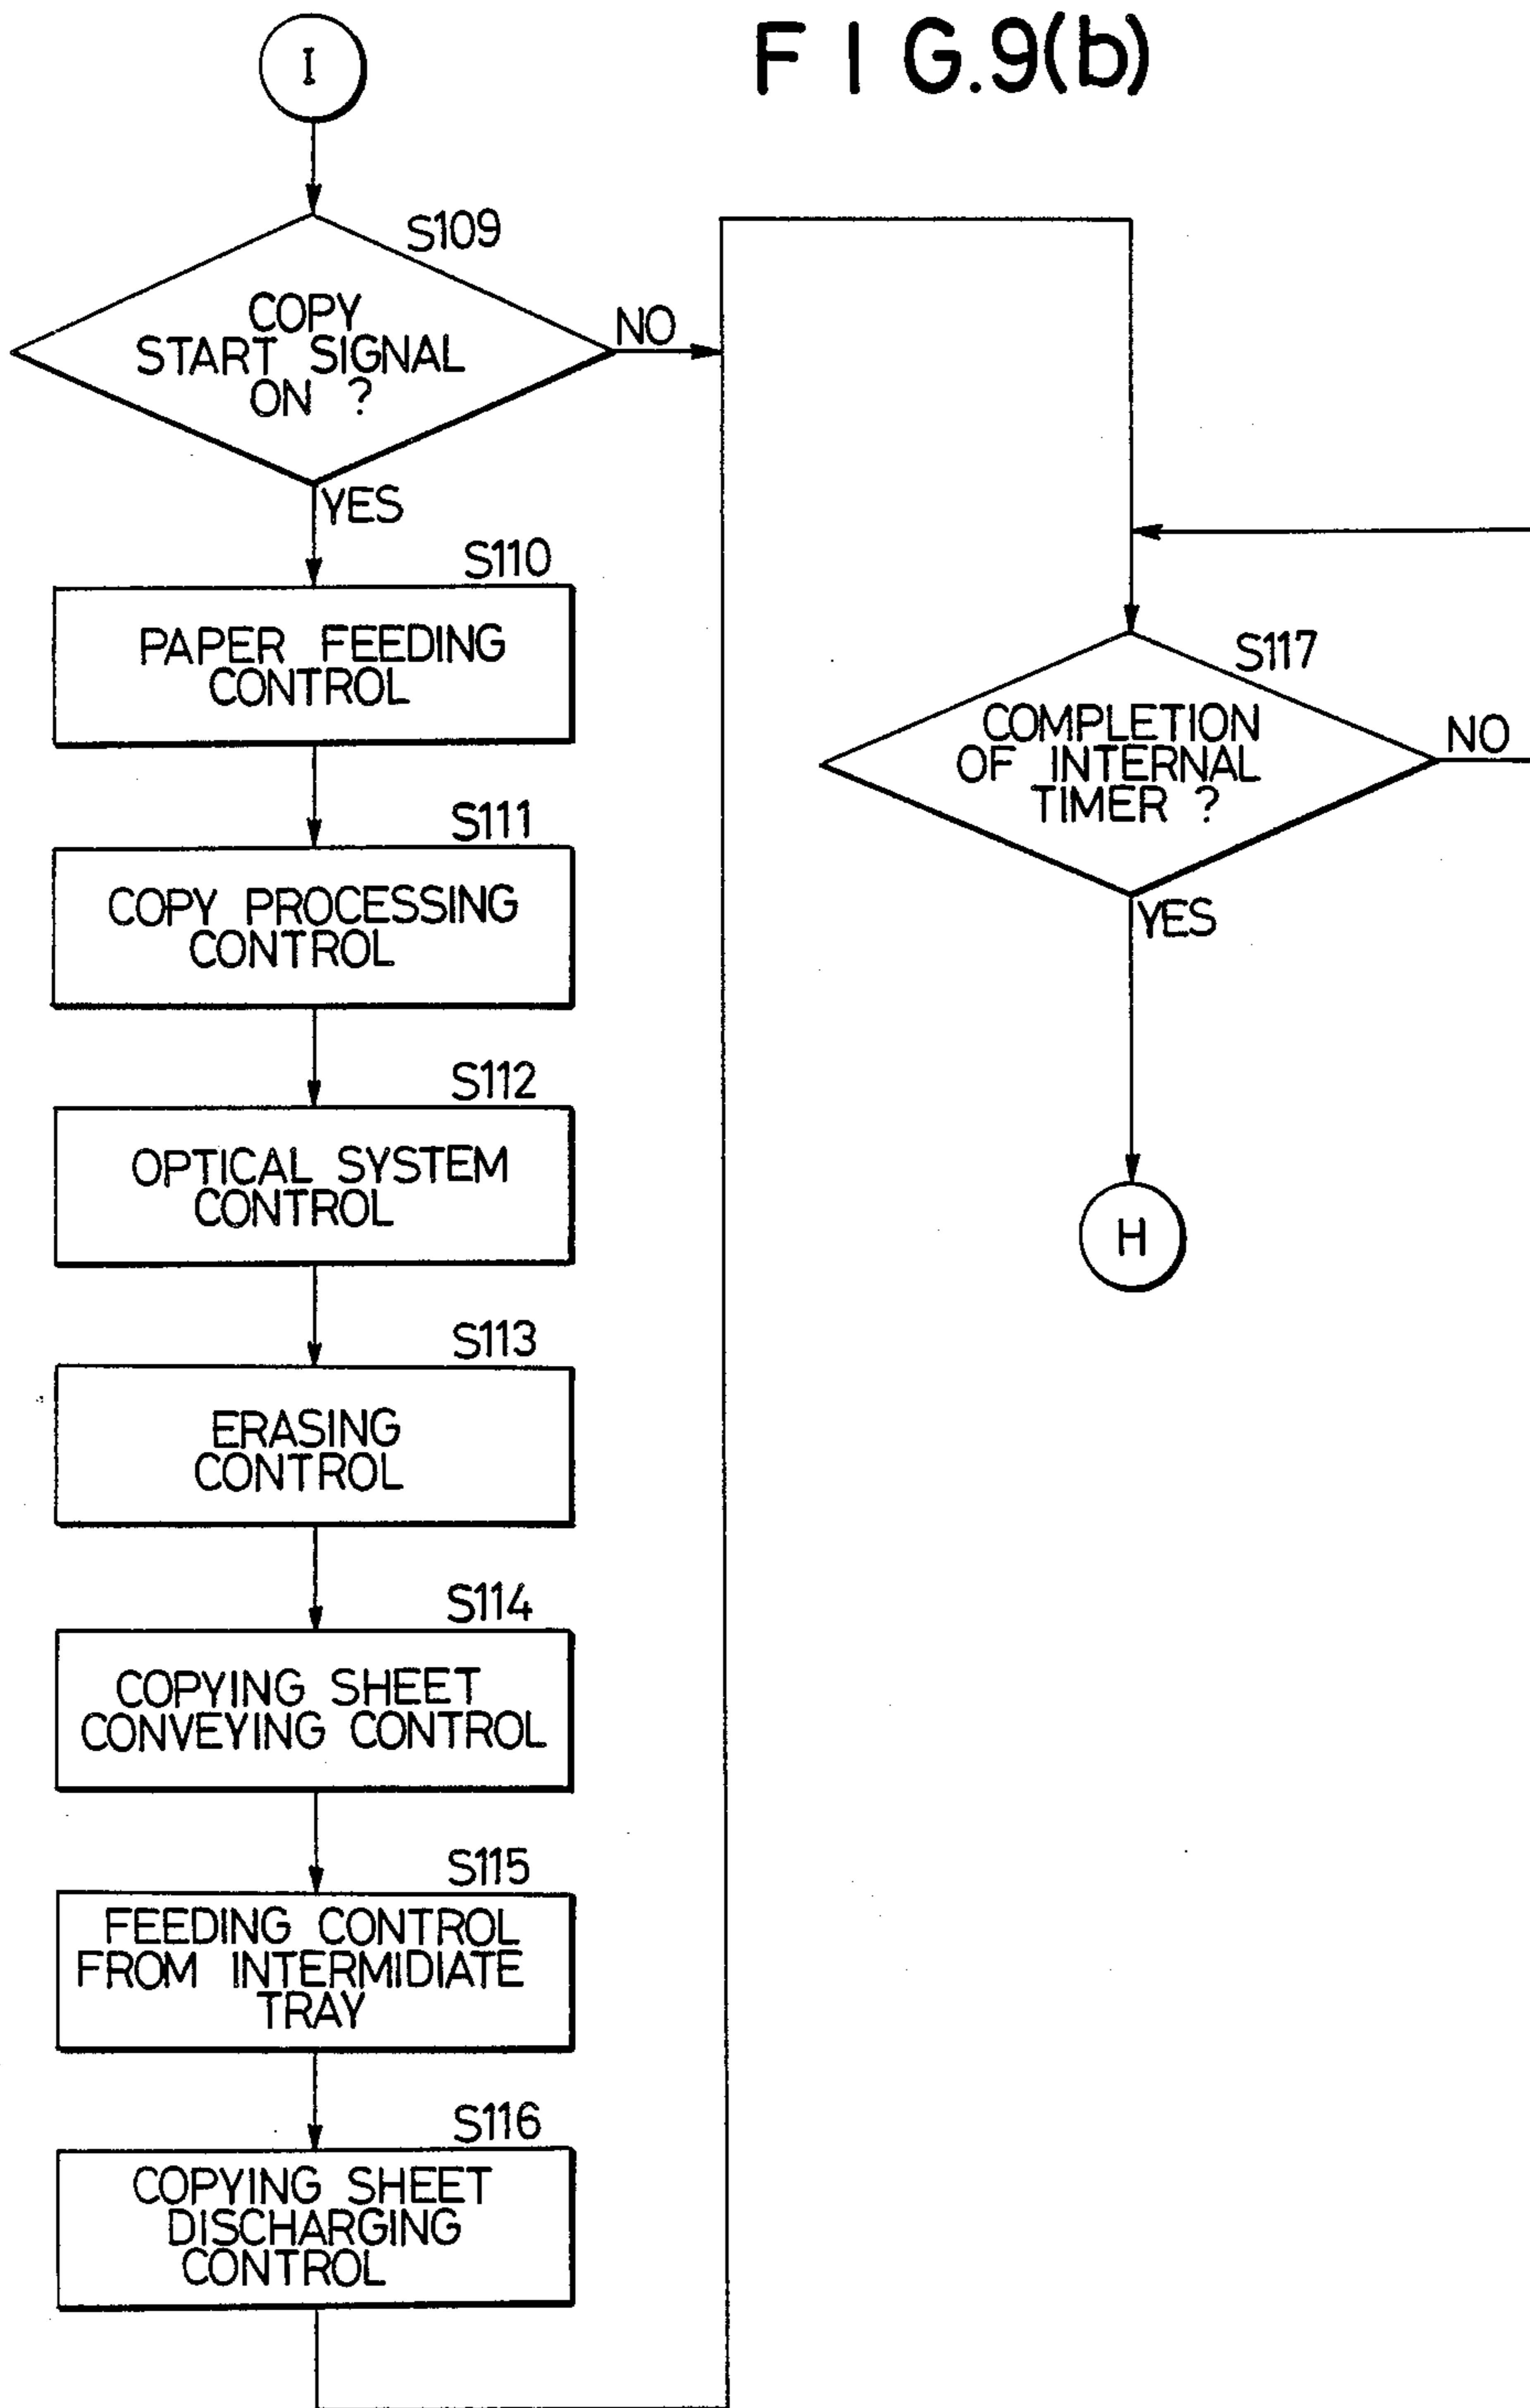 I
FIG.9(b)
S109
COPY
START SIGNAL
ON ?
NO
YES
S110
PAPER FEEDING
CONTROL
S111
COPY PROCESSING
CONTROL
S112
OPTICAL SYSTEM
CONTROL
S113
ERASING
CONTROL
S114
COPYING SHEET
CONVEYING CONTROL
S115
FEEDING CONTROL
FROM INTERMIDIATE
TRAY
S116
COPYING SHEET
DISCHARGING
CONTROL
S117
COMPLETION
OF INTERNAL
TIMER ?
NO
YES
H